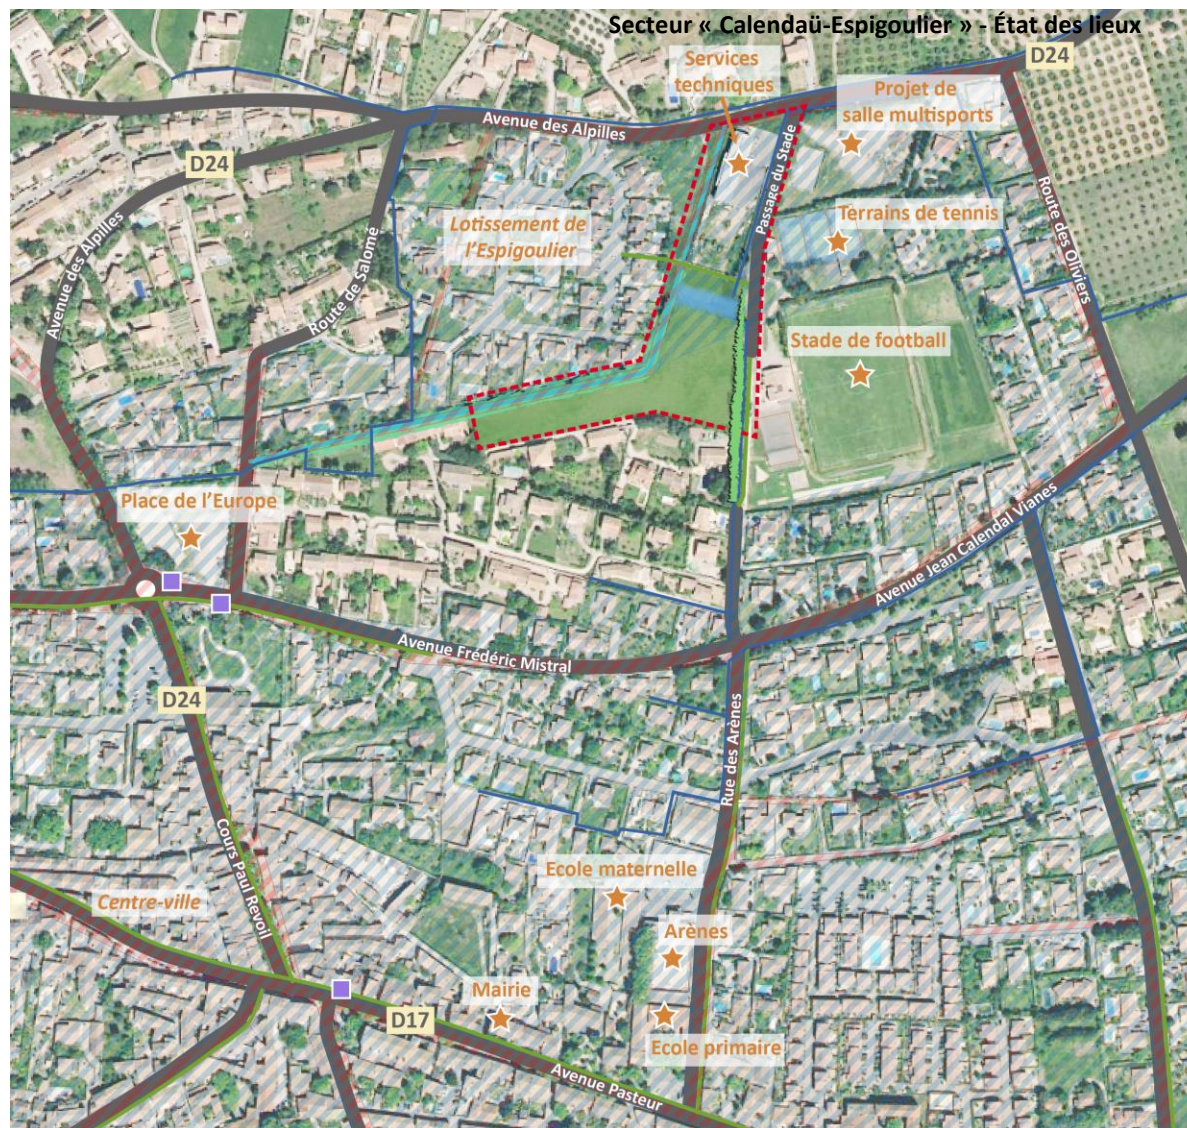 Secteur « Calendaü-Espigoulier » - État des lieux
D24
Services
techniques
Projet de
salle multisports
Avenue des Alpilles
D24
Passage du Stade
Lotissement de
l'Espigoulier
Terrains de tennis
Route des Oliviers
Avenue des Alpilles
Route de Salomé
Stade de football
Place de l'Europe
Avenue Jean Calendal Vianes
Avenue Frédéric Mistral
D24
Rue des Arènes
Cours Paul Revoil
Ecole maternelle
Centre-ville
Arènes
Mairie
D17
Ecole primaire
Avenue Pasteur